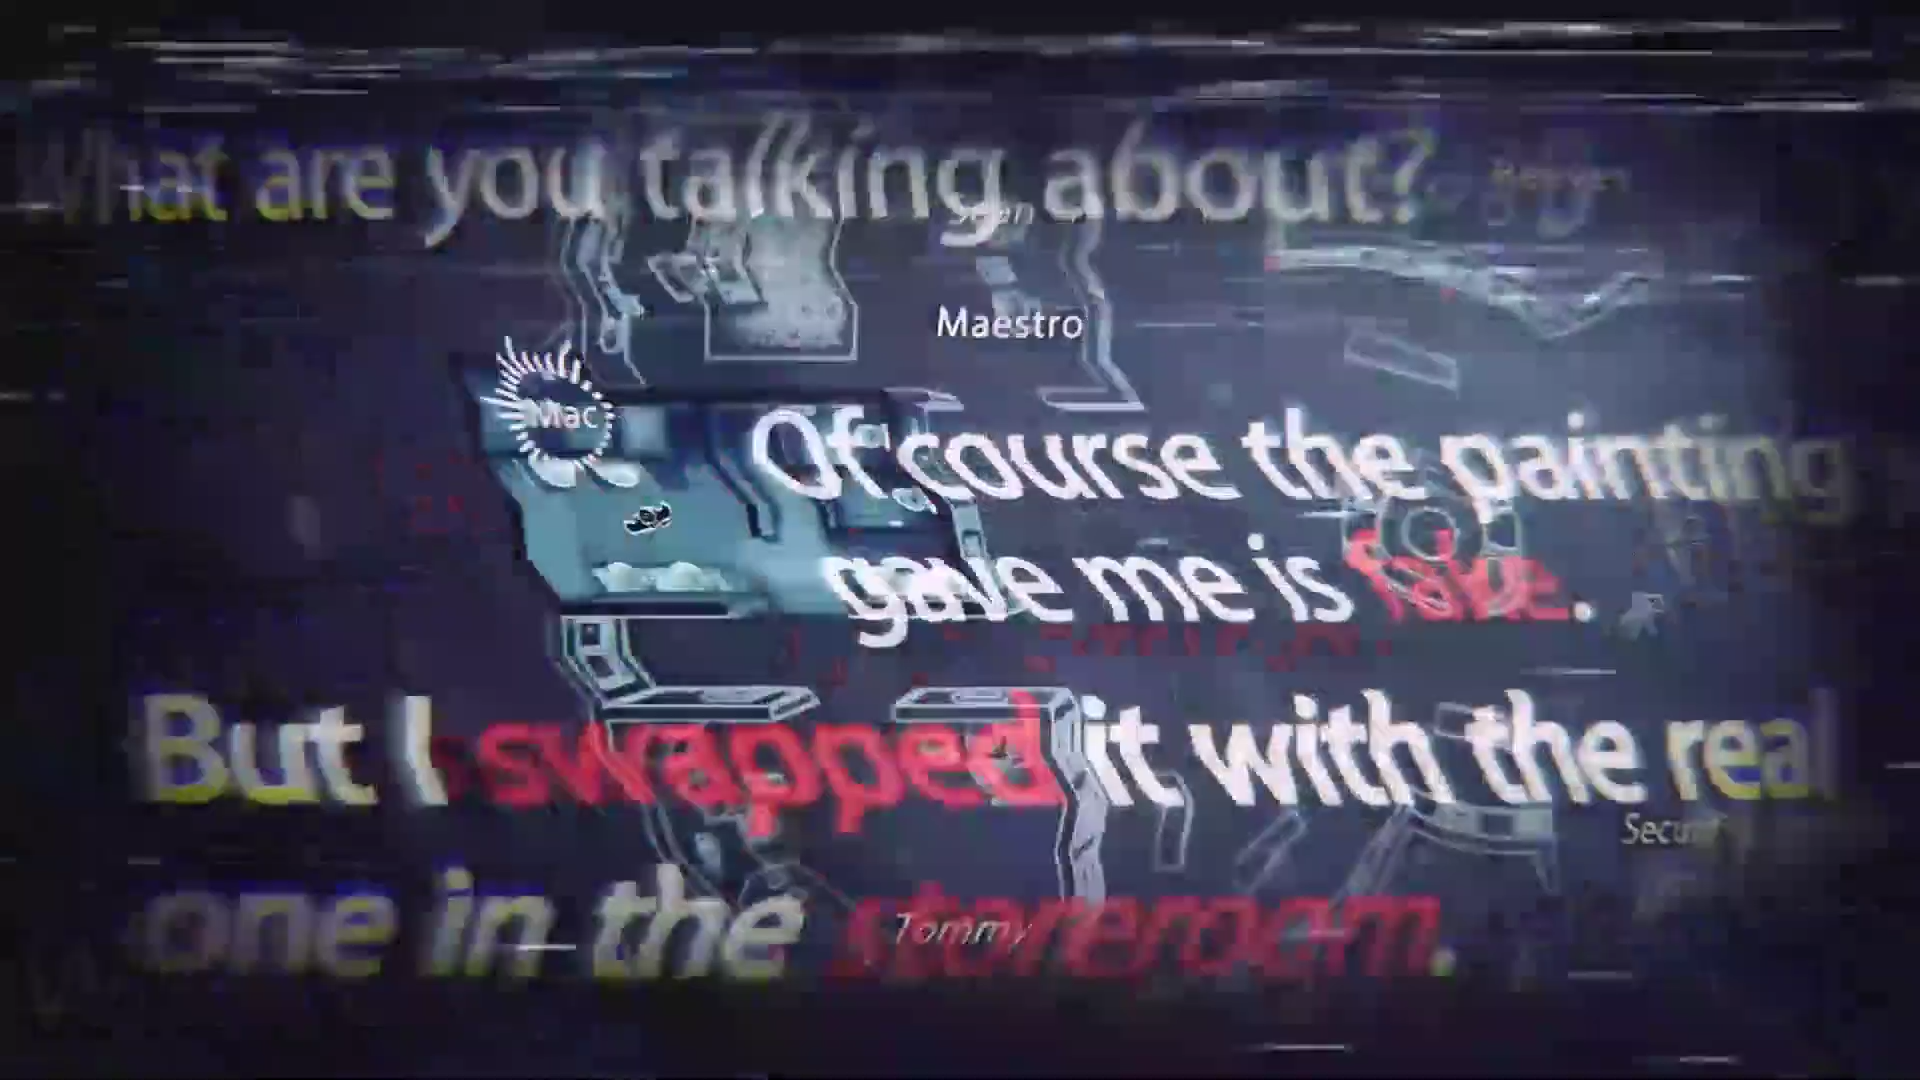 What are you talking about?
Maestro
Mac
Of course the painting
gave me is fake.
But I swapped it with the real
one in the storeroom.
Tommy